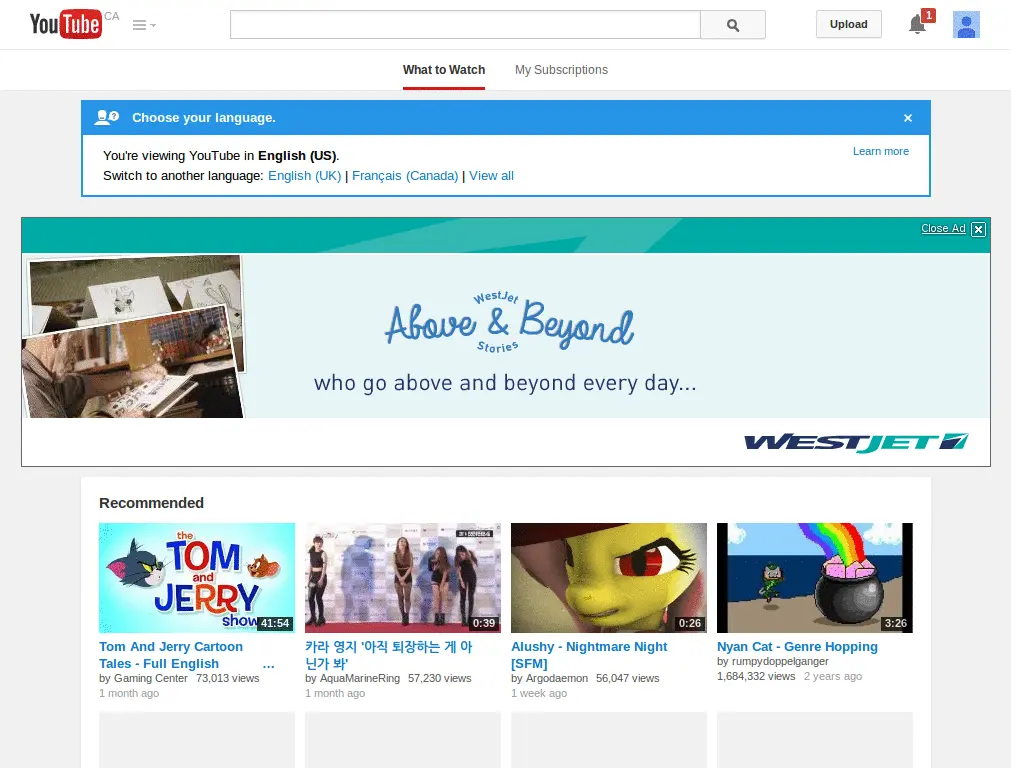 YouTube CA
Upload
1
What to Watch My Subscriptions
Choose your language.
You're viewing YouTube in English (US).
Learn more
Switch to another language: English (UK) | Français (Canada) | View all
Close Ad
WestJet
Above & Beyond
Stories
who go above and beyond every day...
WESTJET
Recommended
the
TOM
and
JERRY
show
41:54
0:39
0:26
3:26
Tom And Jerry Cartoon
Tales - Full English ...
by Gaming Center 73,013 views
1 month ago
카라 영지 '아직 퇴장하는 게 아
닌가 봐'
by AquaMarineRing 57,230 views
1 month ago
Alushy - Nightmare Night
[SFM]
by Argodaemon 56,047 views
1 week ago
Nyan Cat - Genre Hopping
by rumpydoppelganger
1,684,332 views 2 years ago